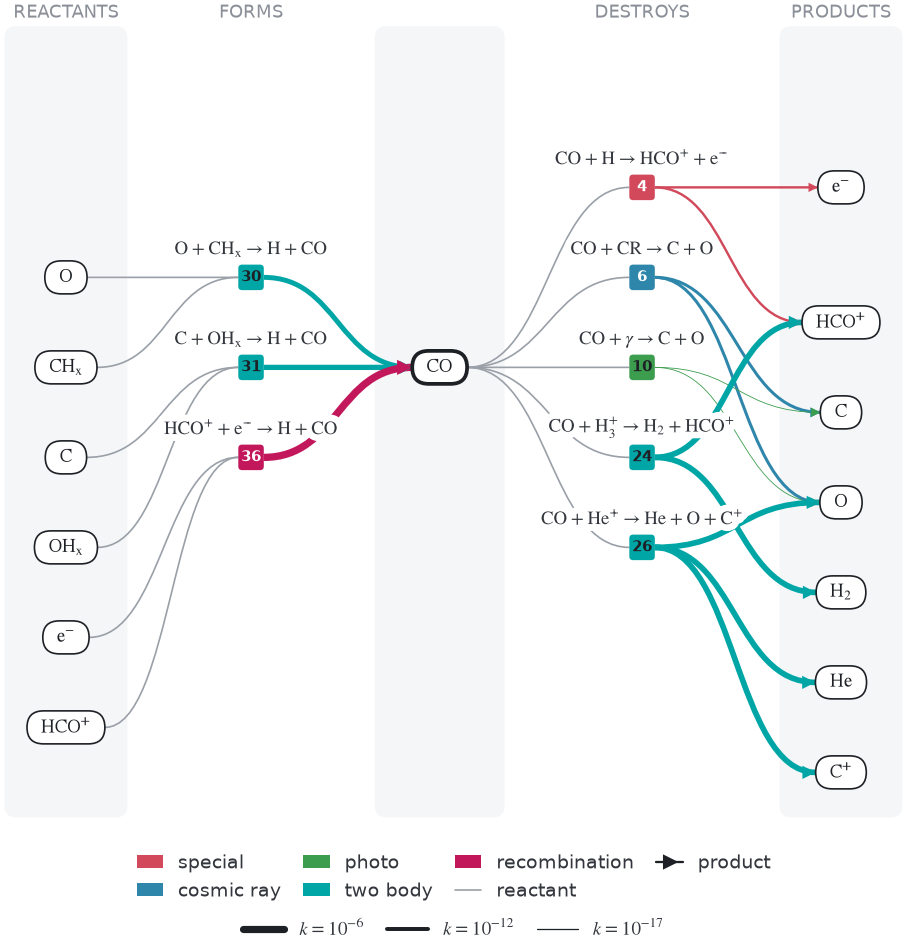 REACTANTS FORMS DESTROYS PRODUCTS
CO + H → HCO⁺ + e⁻
4
e⁻
O + CHₓ → H + CO
CO + CR → C + O
O
30
6
HCO⁺
C + OHₓ → H + CO
CO + γ → C + O
CHₓ
31
CO
10
C
HCO⁺ + e⁻ → H + CO
CO + H₃⁺ → H₂ + HCO⁺
C
36
24
O
CO + He⁺ → He + O + C⁺
OHₓ
26
H₂
e⁻
He
HCO⁺
C⁺
special photo recombination product
cosmic ray two body reactant
k = 10⁻⁶ k = 10⁻¹² k = 10⁻¹⁷